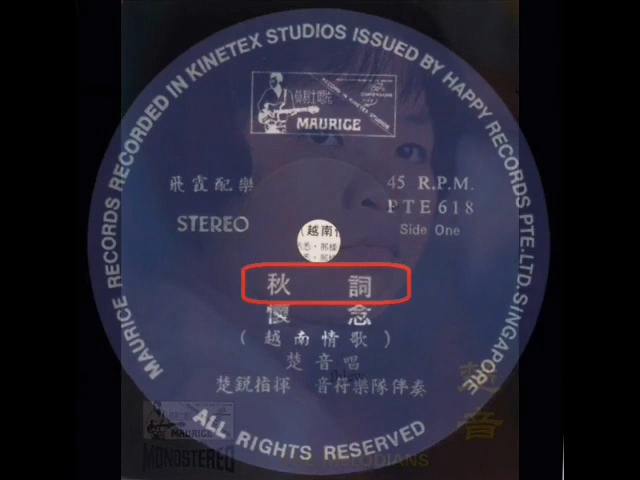 MAURICE RECORDS RECORDED IN KINETEX STUDIOS ISSUED BY HAPPY RECORDS PTE.LTD. SINGAPORE
MAURICE
飛霞配樂
45 R.P.M.
PTE 618
STEREO
Side One
(越南情
秋詞
懷念
(越南情歌)
楚音唱
楚銳指揮 音符樂隊伴奏
楚音
MAURICE
MONOSTEREO
ALL RIGHTS RESERVED